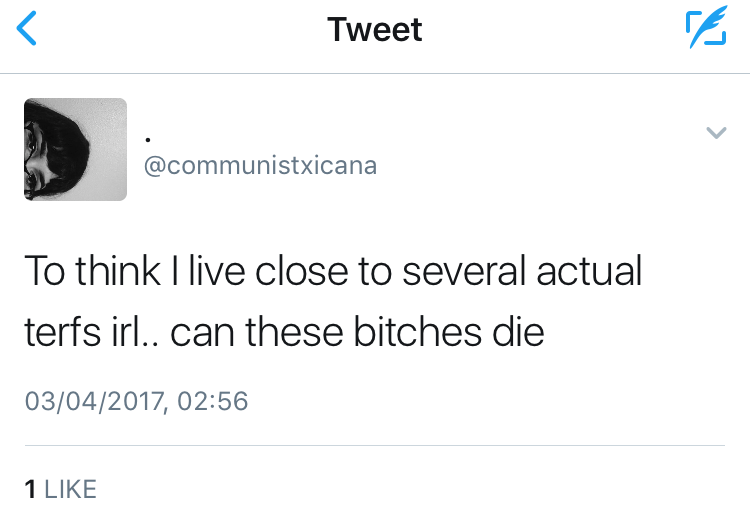 Tweet
.
@communistxicana
To think I live close to several actual
terfs irl.. can these bitches die
03/04/2017, 02:56
1 LIKE